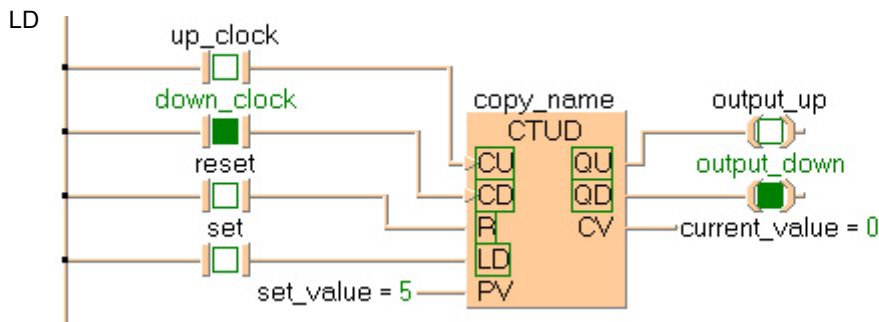 LD
up_clock
down_clock
copy_name
output_up
CTUD
reset
CU QU
output_down
CD QD
set
R CV
current_value = 0
LD
set_value = 5
PV